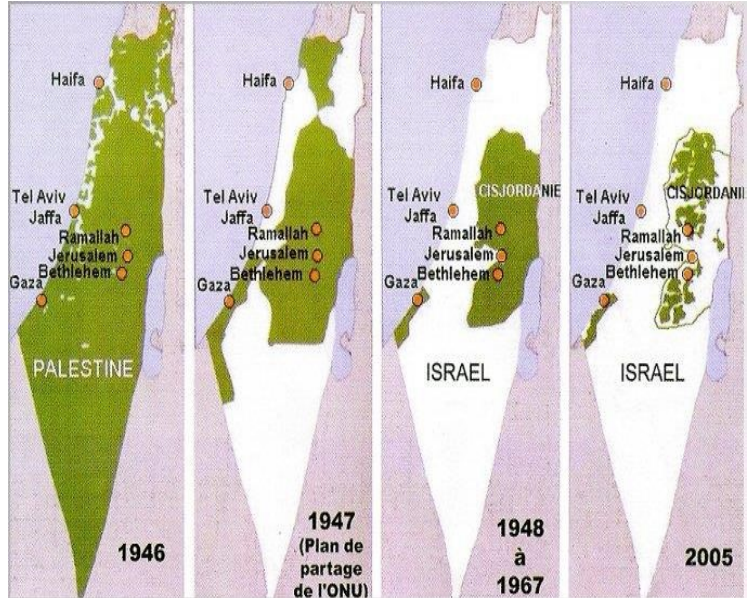 Haifa
Tel Aviv
Jaffa
Ramallah
Jerusalem
Bethlehem
Gaza
PALESTINE
1946
Haifa
Tel Aviv
Jaffa
Ramallah
Jerusalem
Bethlehem
Gaza
1947
(Plan de
partage
de l'ONU)
Haifa
CISJORDANIE
Tel Aviv
Jaffa
Ramallah
Jerusalem
Bethlehem
Gaza
ISRAEL
1948
à
1967
Haifa
CISJORDANIE
Tel Aviv
Jaffa
Ramallah
Jerusalem
Bethlehem
Gaza
ISRAEL
2005